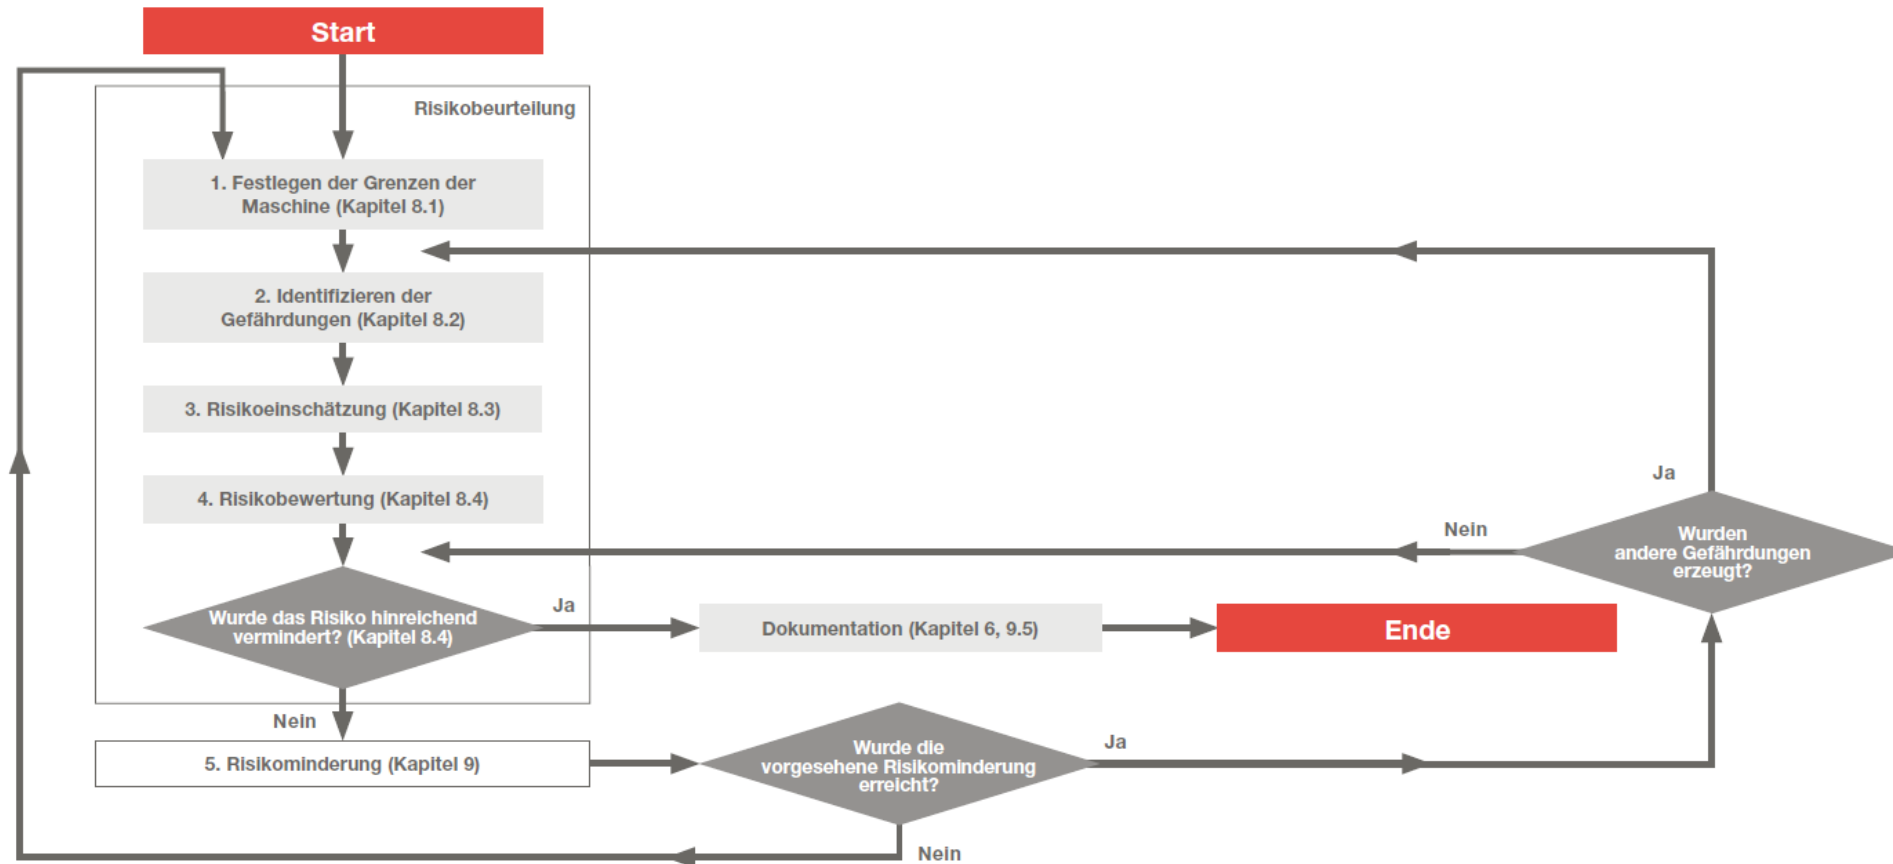 Start
Risikobeurteilung
1. Festlegen der Grenzen der
Maschine (Kapitel 8.1)
2. Identifizieren der
Gefährdungen (Kapitel 8.2)
3. Risikoeinschätzung (Kapitel 8.3)
4. Risikobewertung (Kapitel 8.4)
Ja
Nein
Wurden
andere Gefährdungen
erzeugt?
Wurde das Risiko hinreichend
vermindert? (Kapitel 8.4)
Ja
Dokumentation (Kapitel 6, 9.5)
Ende
Nein
5. Risikominderung (Kapitel 9)
Wurde die
vorgesehene Risikominderung
erreicht?
Ja
Nein